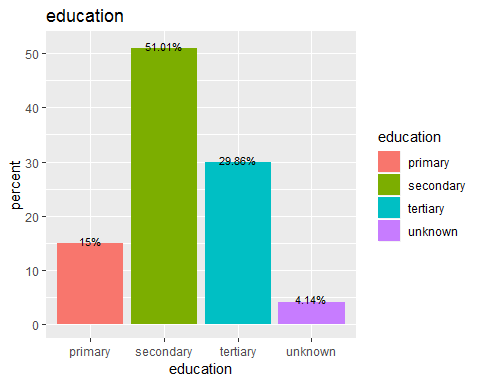 education
51.01%
50
40
30
29.86%
20
15%
10
4.14%
0
percent
primary
secondary
tertiary
unknown
education
education
primary
secondary
tertiary
unknown